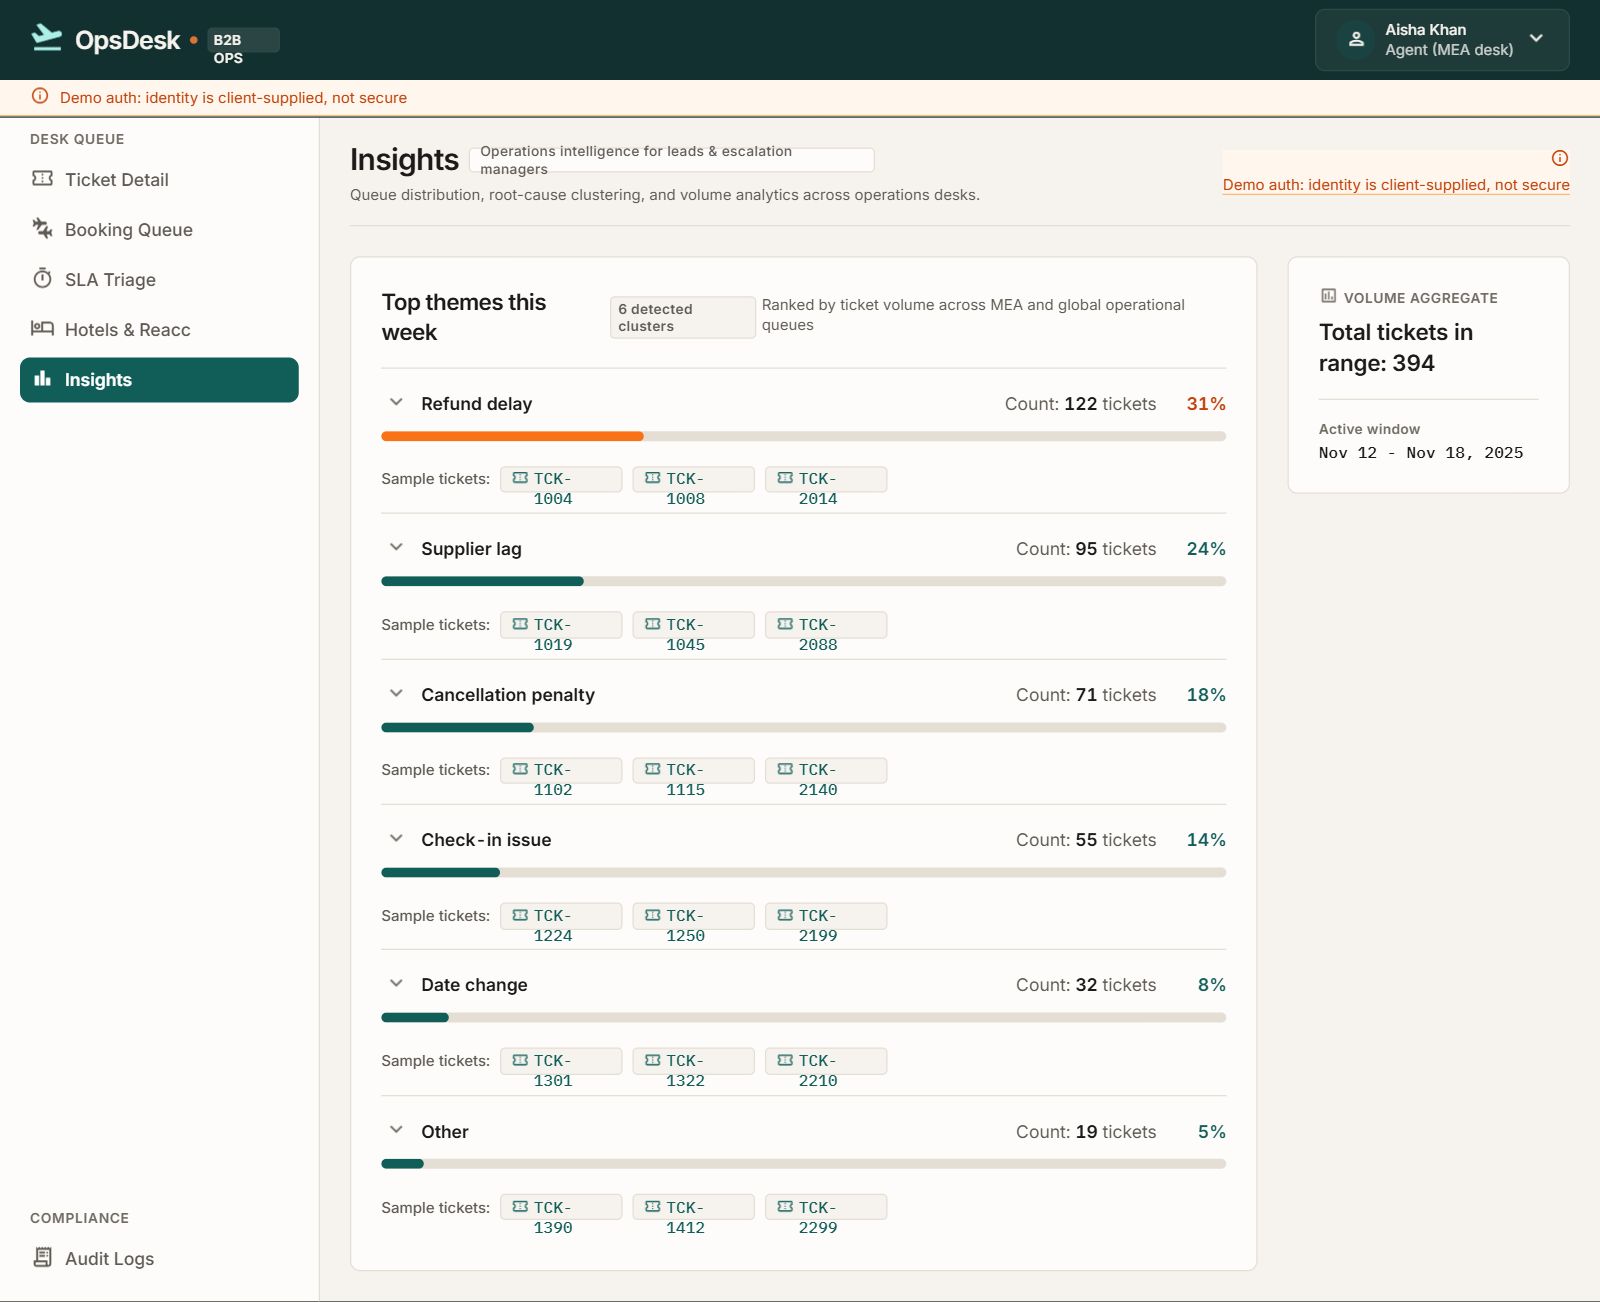 OpsDesk
B2B
OPS
Aisha Khan
Agent (MEA desk)
Demo auth: identity is client-supplied, not secure
DESK QUEUE
Ticket Detail
Booking Queue
SLA Triage
Hotels & Reacc
Insights
COMPLIANCE
Audit Logs
Insights
Operations intelligence for leads & escalation
managers
Queue distribution, root-cause clustering, and volume analytics across operations desks.
Demo auth: identity is client-supplied, not secure
Top themes this
week
6 detected
clusters
Ranked by ticket volume across MEA and global operational
queues
Refund delay
Count: 122 tickets
31%
Sample tickets:
TCK-
1004
TCK-
1008
TCK-
2014
Supplier lag
Count: 95 tickets
24%
Sample tickets:
TCK-
1019
TCK-
1045
TCK-
2088
Cancellation penalty
Count: 71 tickets
18%
Sample tickets:
TCK-
1102
TCK-
1115
TCK-
2140
Check-in issue
Count: 55 tickets
14%
Sample tickets:
TCK-
1224
TCK-
1250
TCK-
2199
Date change
Count: 32 tickets
8%
Sample tickets:
TCK-
1301
TCK-
1322
TCK-
2210
Other
Count: 19 tickets
5%
Sample tickets:
TCK-
1390
TCK-
1412
TCK-
2299
VOLUME AGGREGATE
Total tickets in
range: 394
Active window
Nov 12 - Nov 18, 2025